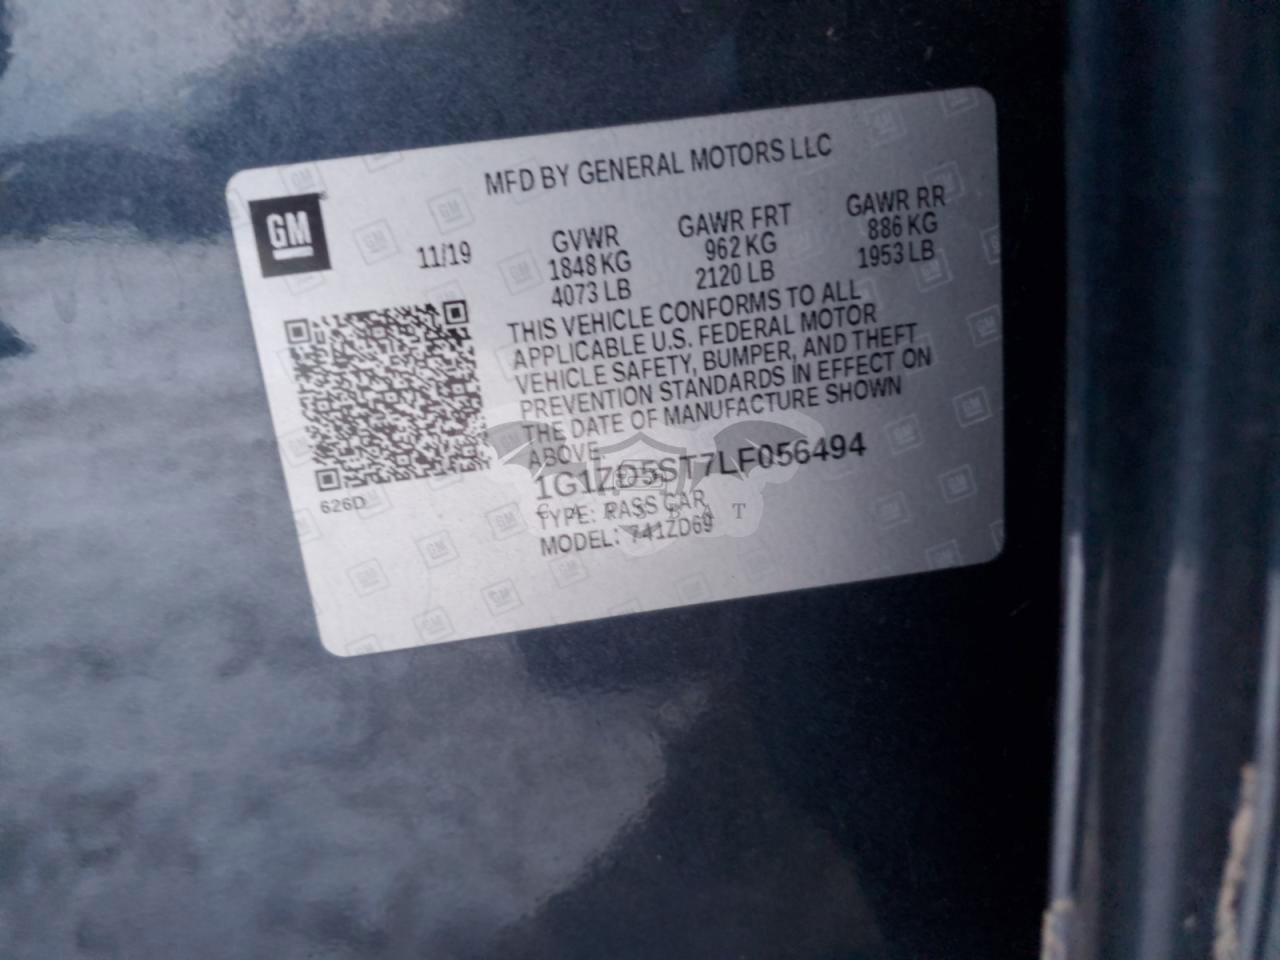 MFD BY GENERAL MOTORS LLC
GM
11/19
GVWR
1848 KG
4073 LB
GAWR FRT
962 KG
2120 LB
GAWR RR
886 KG
1953 LB
THIS VEHICLE CONFORMS TO ALL
APPLICABLE U.S. FEDERAL MOTOR
VEHICLE SAFETY, BUMPER, AND THEFT
PREVENTION STANDARDS IN EFFECT ON
THE DATE OF MANUFACTURE SHOWN
ABOVE.
1G1ZD5ST7LF056494
TYPE: PASS CAR
MODEL: 741ZD69
626D